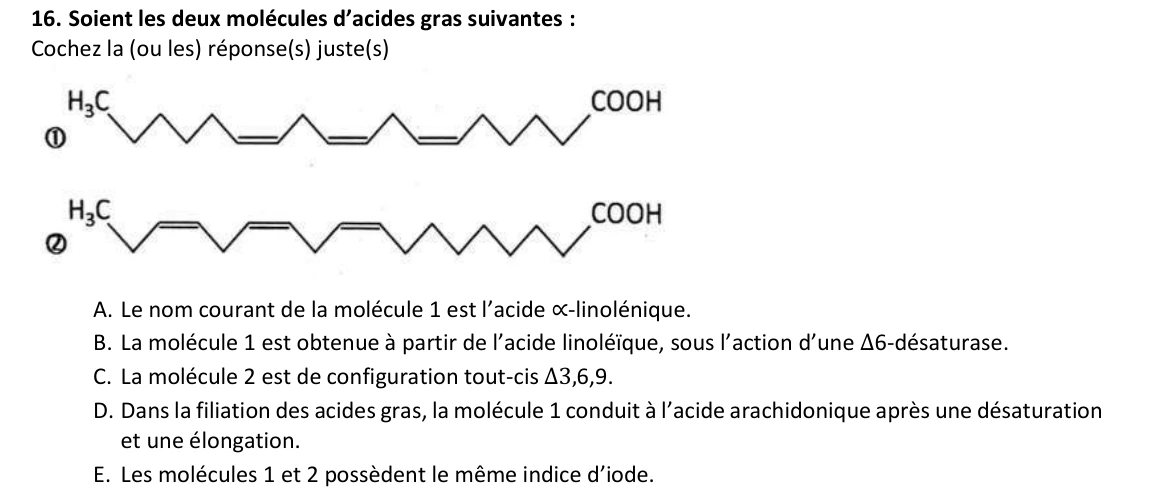 16. Soient les deux molécules d’acides gras suivantes :
Cochez la (ou les) réponse(s) juste(s)
H₃C COOH
①
H₃C COOH
②
A. Le nom courant de la molécule 1 est l’acide ∝-linolénique.
B. La molécule 1 est obtenue à partir de l’acide linoléïque, sous l’action d’une Δ6-désaturase.
C. La molécule 2 est de configuration tout-cis Δ3,6,9.
D. Dans la filiation des acides gras, la molécule 1 conduit à l’acide arachidonique après une désaturation
et une élongation.
E. Les molécules 1 et 2 possèdent le même indice d’iode.